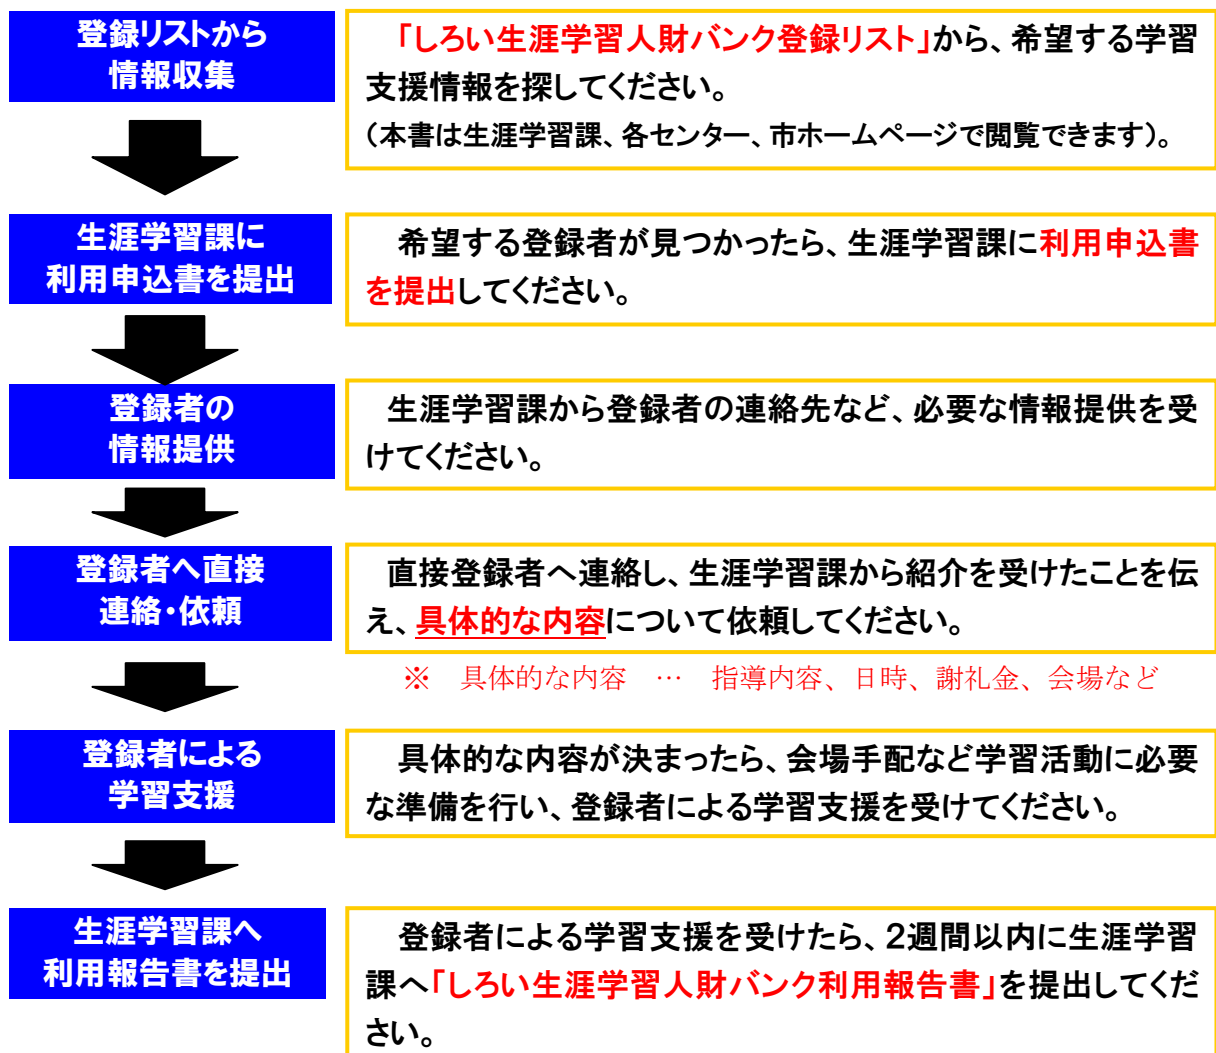 登録リストから
情報収集
「しろい生涯学習人財バンク登録リスト」から、希望する学習
支援情報を探してください。
（本書は生涯学習課、各センター、市ホームページで閲覧できます）。
生涯学習課に
利用申込書を提出
希望する登録者が見つかったら、生涯学習課に利用申込書
を提出してください。
登録者の
情報提供
生涯学習課から登録者の連絡先など、必要な情報提供を受
けてください。
登録者へ直接
連絡・依頼
直接登録者へ連絡し、生涯学習課から紹介を受けたことを伝
え、具体的な内容について依頼してください。
※　具体的な内容　…　指導内容、日時、謝礼金、会場など
登録者による
学習支援
具体的な内容が決まったら、会場手配など学習活動に必要
な準備を行い、登録者による学習支援を受けてください。
生涯学習課へ
利用報告書を提出
登録者による学習支援を受けたら、2週間以内に生涯学習
課へ「しろい生涯学習人財バンク利用報告書」を提出してくだ
さい。